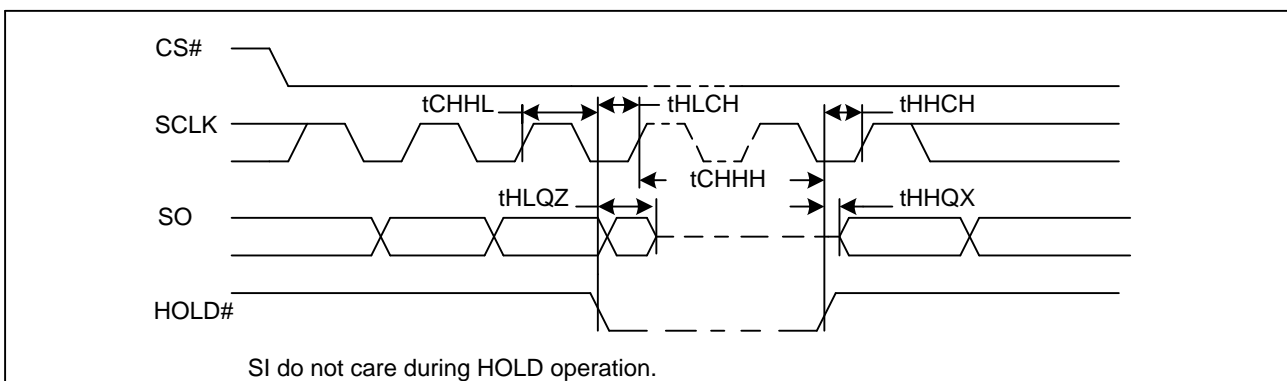 CS#
tCHHL
tHLCH
tHHCH
SCLK
tCHHH
tHLQZ
tHHQX
SO
HOLD#
SI do not care during HOLD operation.